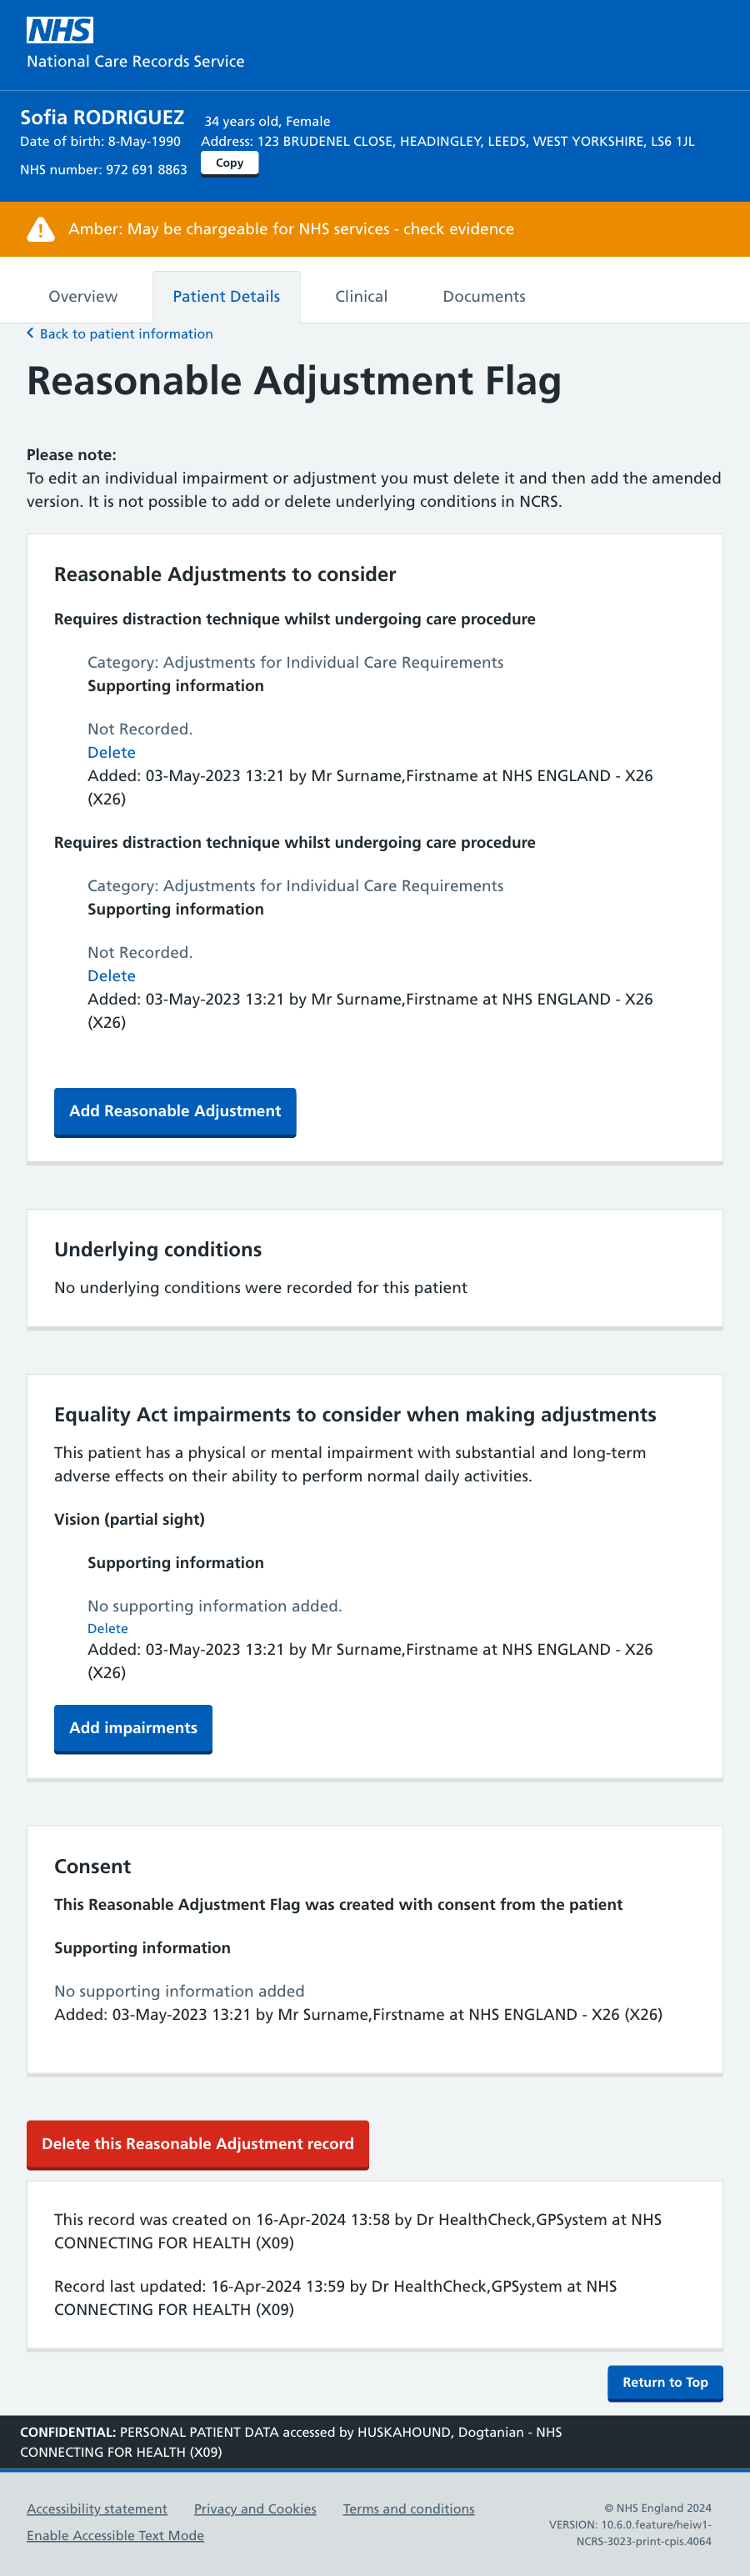 NHS
National Care Records Service
Sofia RODRIGUEZ 34 years old, Female
Date of birth: 8-May-1990 Address: 123 BRUDENEL CLOSE, HEADINGLEY, LEEDS, WEST YORKSHIRE, LS6 1JL
NHS number: 972 691 8863 Copy
Amber: May be chargeable for NHS services - check evidence
Overview Patient Details Clinical Documents
Back to patient information
Reasonable Adjustment Flag
Please note:
To edit an individual impairment or adjustment you must delete it and then add the amended
version. It is not possible to add or delete underlying conditions in NCRS.
Reasonable Adjustments to consider
Requires distraction technique whilst undergoing care procedure
Category: Adjustments for Individual Care Requirements
Supporting information
Not Recorded.
Delete
Added: 03-May-2023 13:21 by Mr Surname,Firstname at NHS ENGLAND - X26
(X26)
Requires distraction technique whilst undergoing care procedure
Category: Adjustments for Individual Care Requirements
Supporting information
Not Recorded.
Delete
Added: 03-May-2023 13:21 by Mr Surname,Firstname at NHS ENGLAND - X26
(X26)
Add Reasonable Adjustment
Underlying conditions
No underlying conditions were recorded for this patient
Equality Act impairments to consider when making adjustments
This patient has a physical or mental impairment with substantial and long-term
adverse effects on their ability to perform normal daily activities.
Vision (partial sight)
Supporting information
No supporting information added.
Delete
Added: 03-May-2023 13:21 by Mr Surname,Firstname at NHS ENGLAND - X26
(X26)
Add impairments
Consent
This Reasonable Adjustment Flag was created with consent from the patient
Supporting information
No supporting information added
Added: 03-May-2023 13:21 by Mr Surname,Firstname at NHS ENGLAND - X26 (X26)
Delete this Reasonable Adjustment record
This record was created on 16-Apr-2024 13:58 by Dr HealthCheck,GPSystem at NHS
CONNECTING FOR HEALTH (X09)
Record last updated: 16-Apr-2024 13:59 by Dr HealthCheck,GPSystem at NHS
CONNECTING FOR HEALTH (X09)
Return to Top
CONFIDENTIAL: PERSONAL PATIENT DATA accessed by HUSKAHOUND, Dogtanian - NHS
CONNECTING FOR HEALTH (X09)
Accessibility statement Privacy and Cookies Terms and conditions
Enable Accessible Text Mode
© NHS England 2024
VERSION: 10.6.0.feature/heiw1-
NCRS-3023-print-cpis.4064